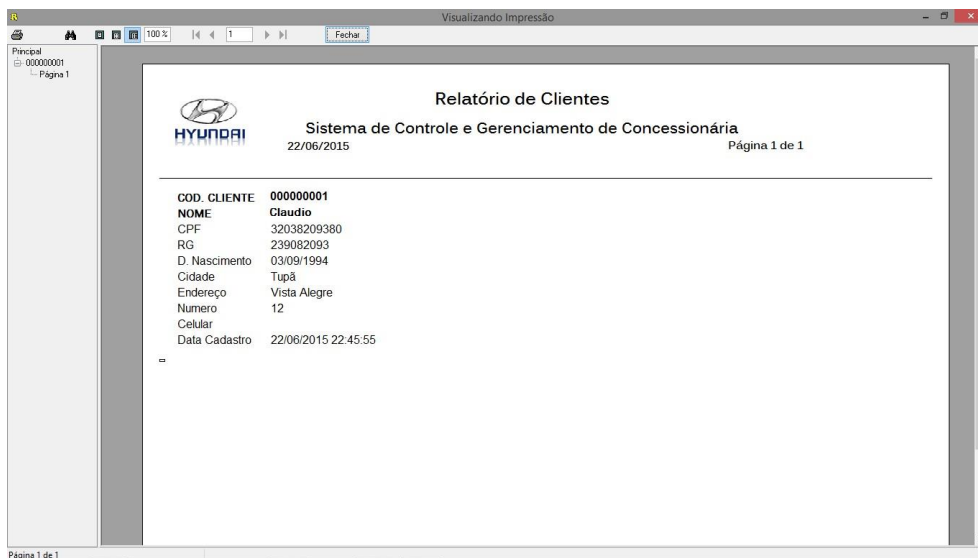 Visualizando Impressão
100 %
1
Fechar
Principal
000000001
Página 1
HYUNDAI
Relatório de Clientes
Sistema de Controle e Gerenciamento de Concessionária
22/06/2015 Página 1 de 1
COD. CLIENTE 000000001
NOME Claudio
CPF 32038209380
RG 239082093
D. Nascimento 03/09/1994
Cidade Tupã
Endereço Vista Alegre
Numero 12
Celular
Data Cadastro 22/06/2015 22:45:55
Página 1 de 1